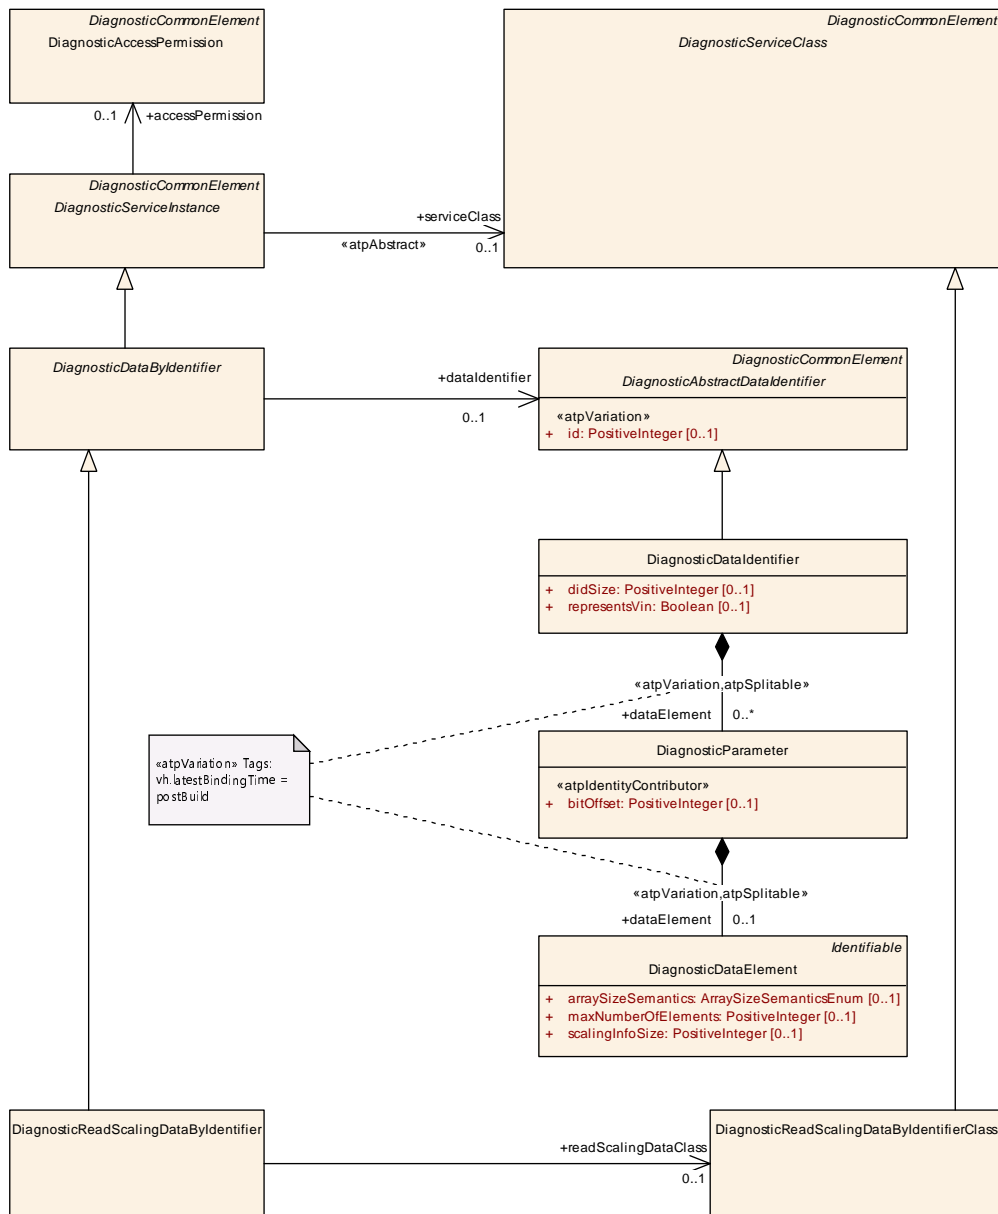 DiagnosticCommonElement
DiagnosticAccessPermission
DiagnosticCommonElement
DiagnosticServiceClass
0..1
+accessPermission
DiagnosticCommonElement
DiagnosticServiceInstance
+serviceClass
«atpAbstract»
0..1
DiagnosticDataByIdentifier
+dataIdentifier
0..1
DiagnosticCommonElement
DiagnosticAbstractDataIdentifier
«atpVariation»
+ id: PositiveInteger [0..1]
DiagnosticDataIdentifier
+ didSize: PositiveInteger [0..1]
+ representsVin: Boolean [0..1]
«atpVariation,atpSplitable»
+dataElement
0..*
«atpVariation» Tags:
vh.latestBindingTime =
postBuild
DiagnosticParameter
«atpIdentityContributor»
+ bitOffset: PositiveInteger [0..1]
«atpVariation,atpSplitable»
+dataElement
0..1
Identifiable
DiagnosticDataElement
+ arraySizeSemantics: ArraySizeSemanticsEnum [0..1]
+ maxNumberOfElements: PositiveInteger [0..1]
+ scalingInfoSize: PositiveInteger [0..1]
DiagnosticReadScalingDataByIdentifier
+readScalingDataClass
0..1
DiagnosticReadScalingDataByIdentifierClass